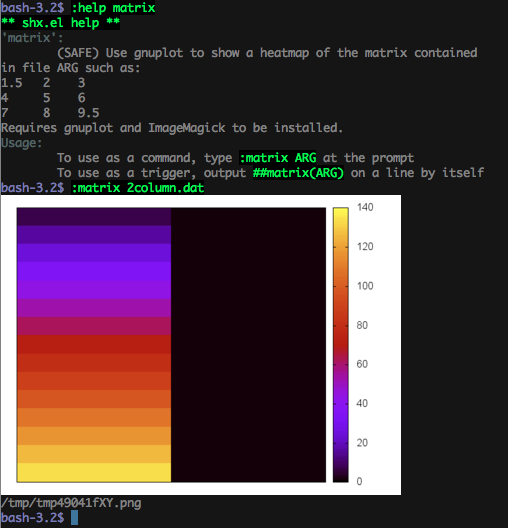 bash-3.2$ :help matrix
** shx.el help **
'matrix':
(SAFE) Use gnuplot to show a heatmap of the matrix contained
in file ARG such as:
1.5 2 3
4 5 6
7 8 9.5
Requires gnuplot and ImageMagick to be installed.
Usage:
To use as a command, type :matrix ARG at the prompt
To use as a trigger, output ##matrix(ARG) on a line by itself
bash-3.2$ :matrix 2column.dat
140
120
100
80
60
40
20
0
/tmp/tmp49041fXY.png
bash-3.2$